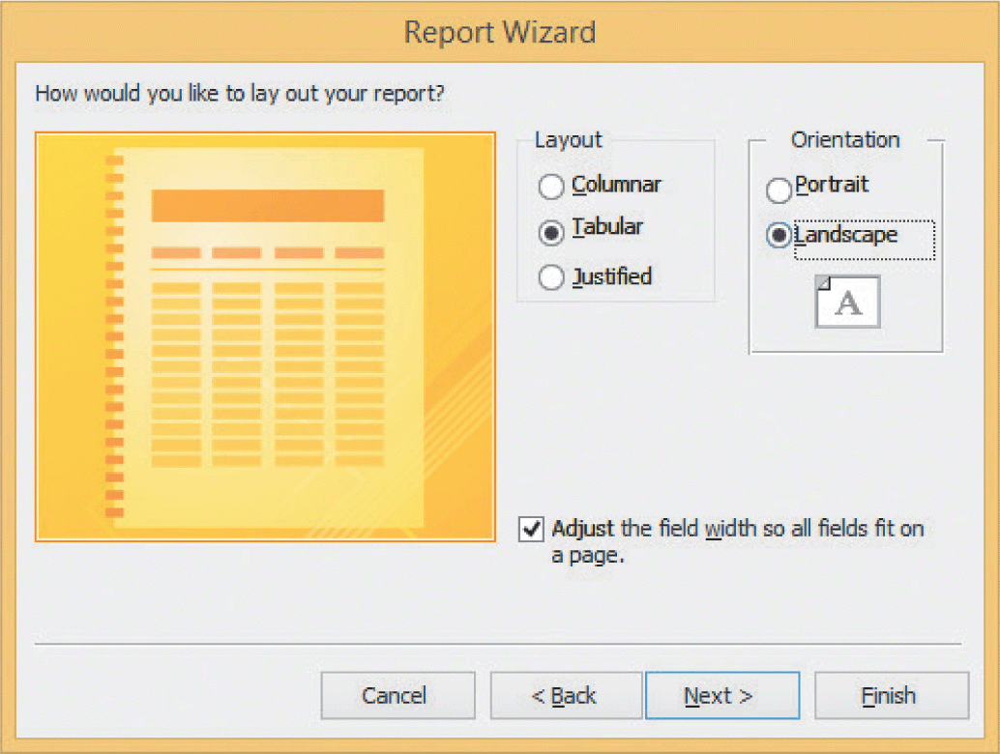 Report Wizard
How would you like to lay out your report?
Layout
Columnar
Tabular
Justified
Orientation
Portrait
Landscape
A
Adjust the field width so all fields fit on
a page.
Cancel
< Back
Next >
Finish